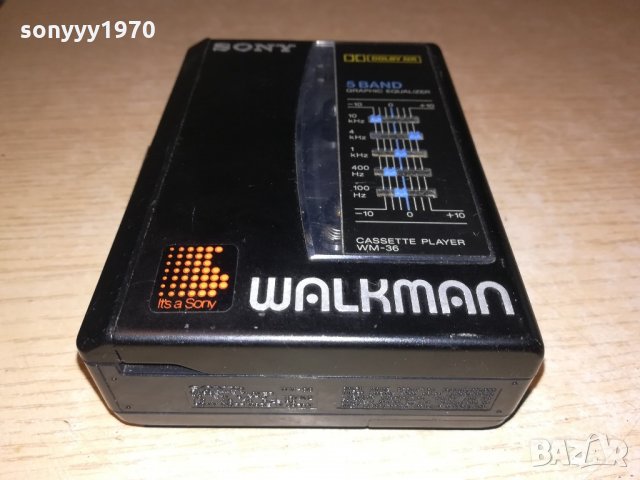 sonyyy1970
SONY
DOLBY NR
5 BAND
GRAPHIC EQUALIZER
-10 0 +10
10 kHz
4 kHz
1 kHz
400 Hz
100 Hz
-10 0 +10
CASSETTE PLAYER
WM-36
It's a Sony
WALKMAN
BAZAR